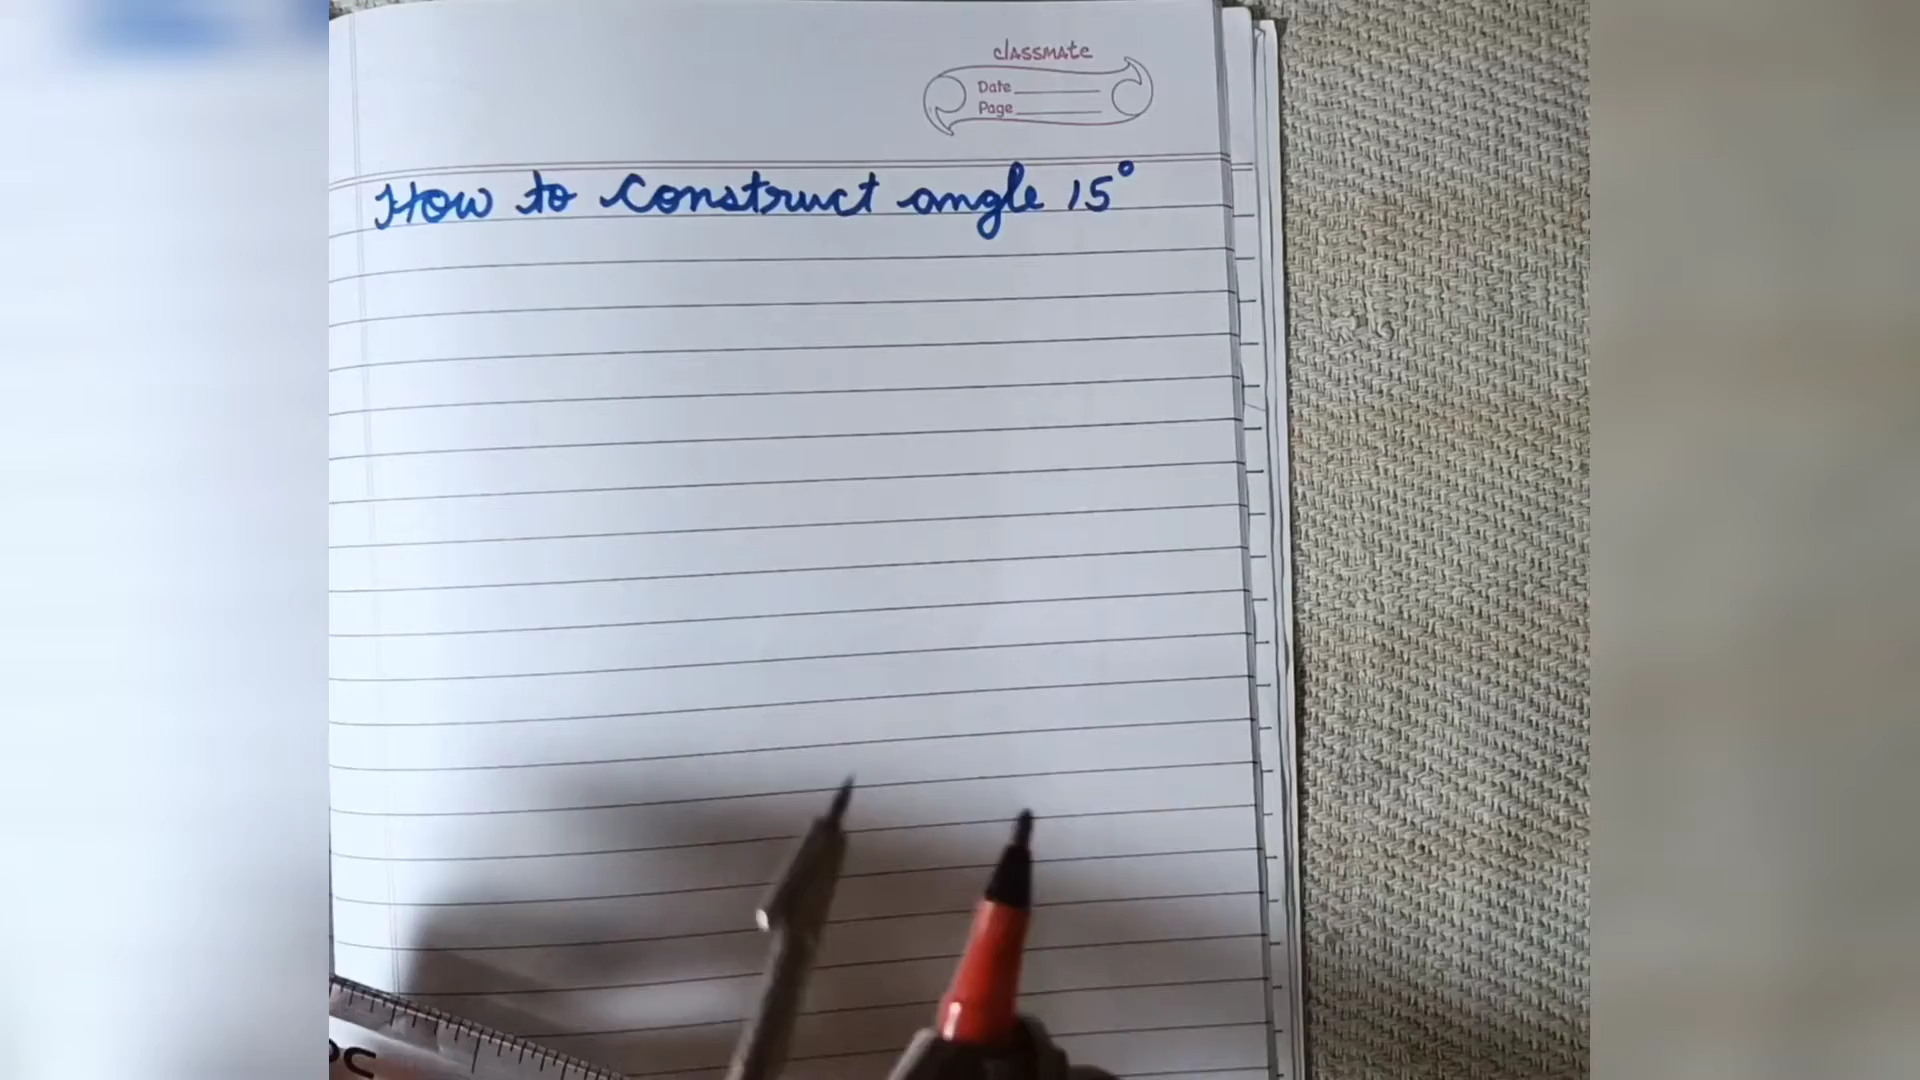 classmate
Date
Page
How to construct angle 15°